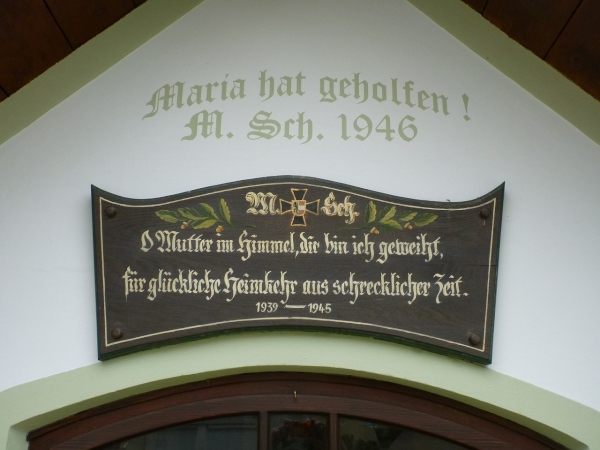 Maria hat geholfen !
M. Sch. 1946
M. Sch.
O Mutter im Himmel, dir bin ich geweiht,
für glückliche Heimkehr aus schrecklicher Zeit.
1939 — 1945